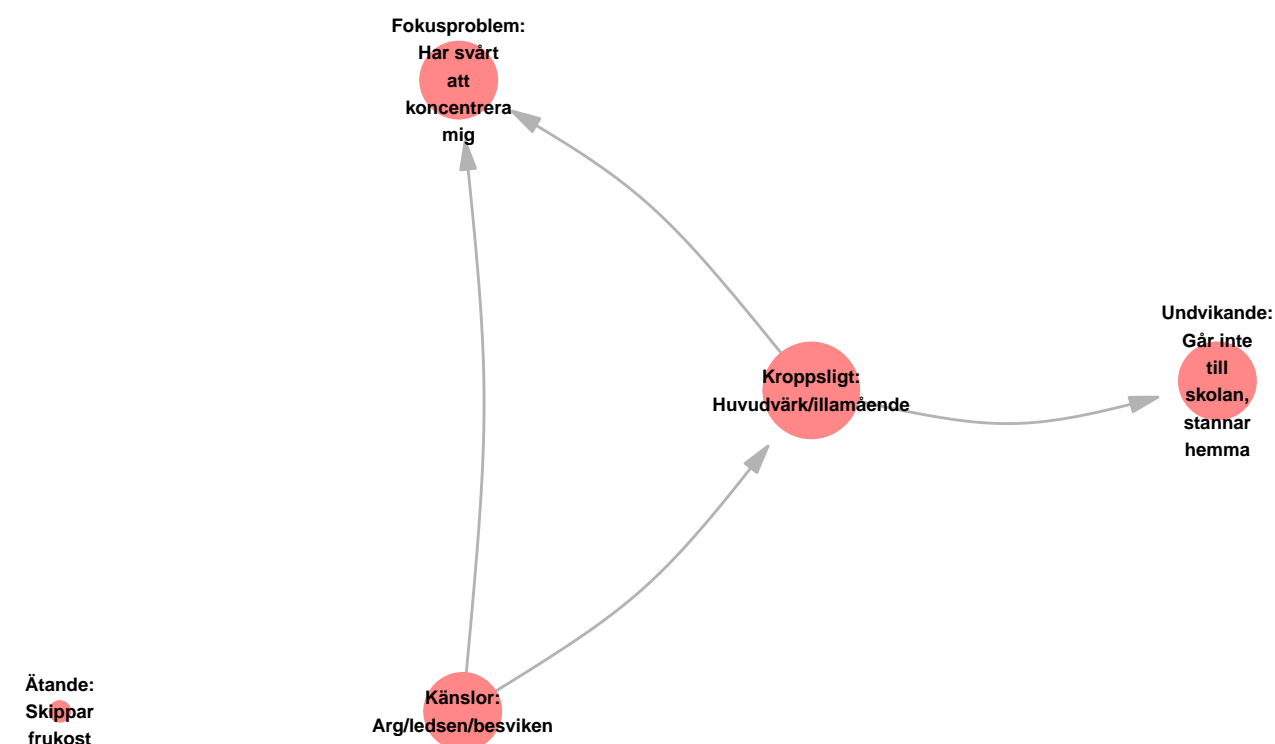 Fokusproblem:
Har svårt
att
koncentrera
mig
Undvikande:
Går inte
till
skolan,
stannar
hemma
Kroppsligt:
Huvudvärk/illamående
Ätande:
Skippar
frukost
Känslor:
Arg/ledsen/besviken